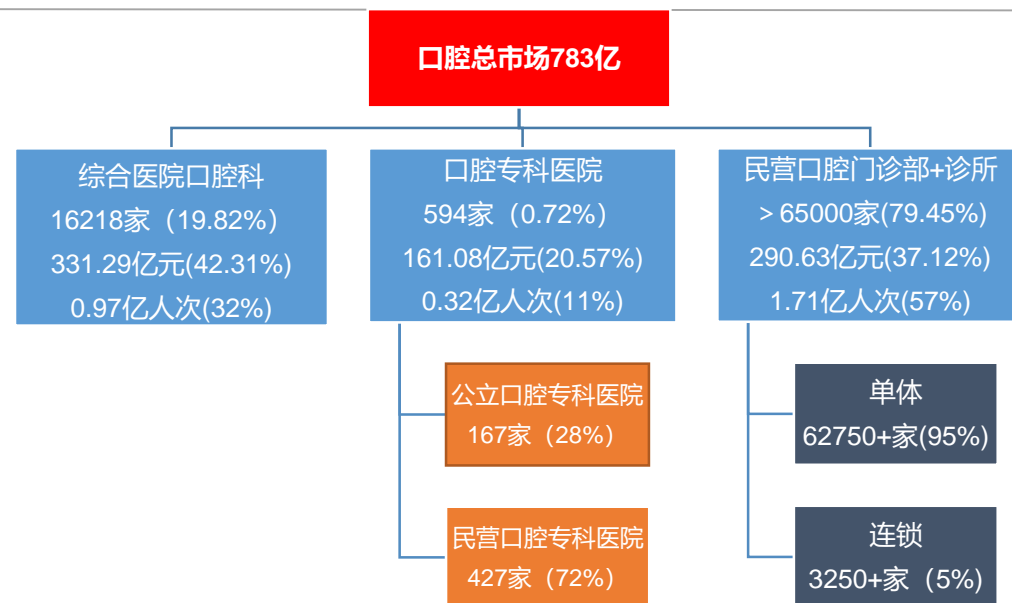 口腔总市场783亿
综合医院口腔科
16218家（19.82%）
331.29亿元(42.31%)
0.97亿人次(32%)
口腔专科医院
594家（0.72%）
161.08亿元(20.57%)
0.32亿人次(11%)
民营口腔门诊部+诊所
＞65000家(79.45%)
290.63亿元(37.12%)
1.71亿人次(57%)
公立口腔专科医院
167家（28%）
民营口腔专科医院
427家（72%）
单体
62750+家(95%)
连锁
3250+家（5%）